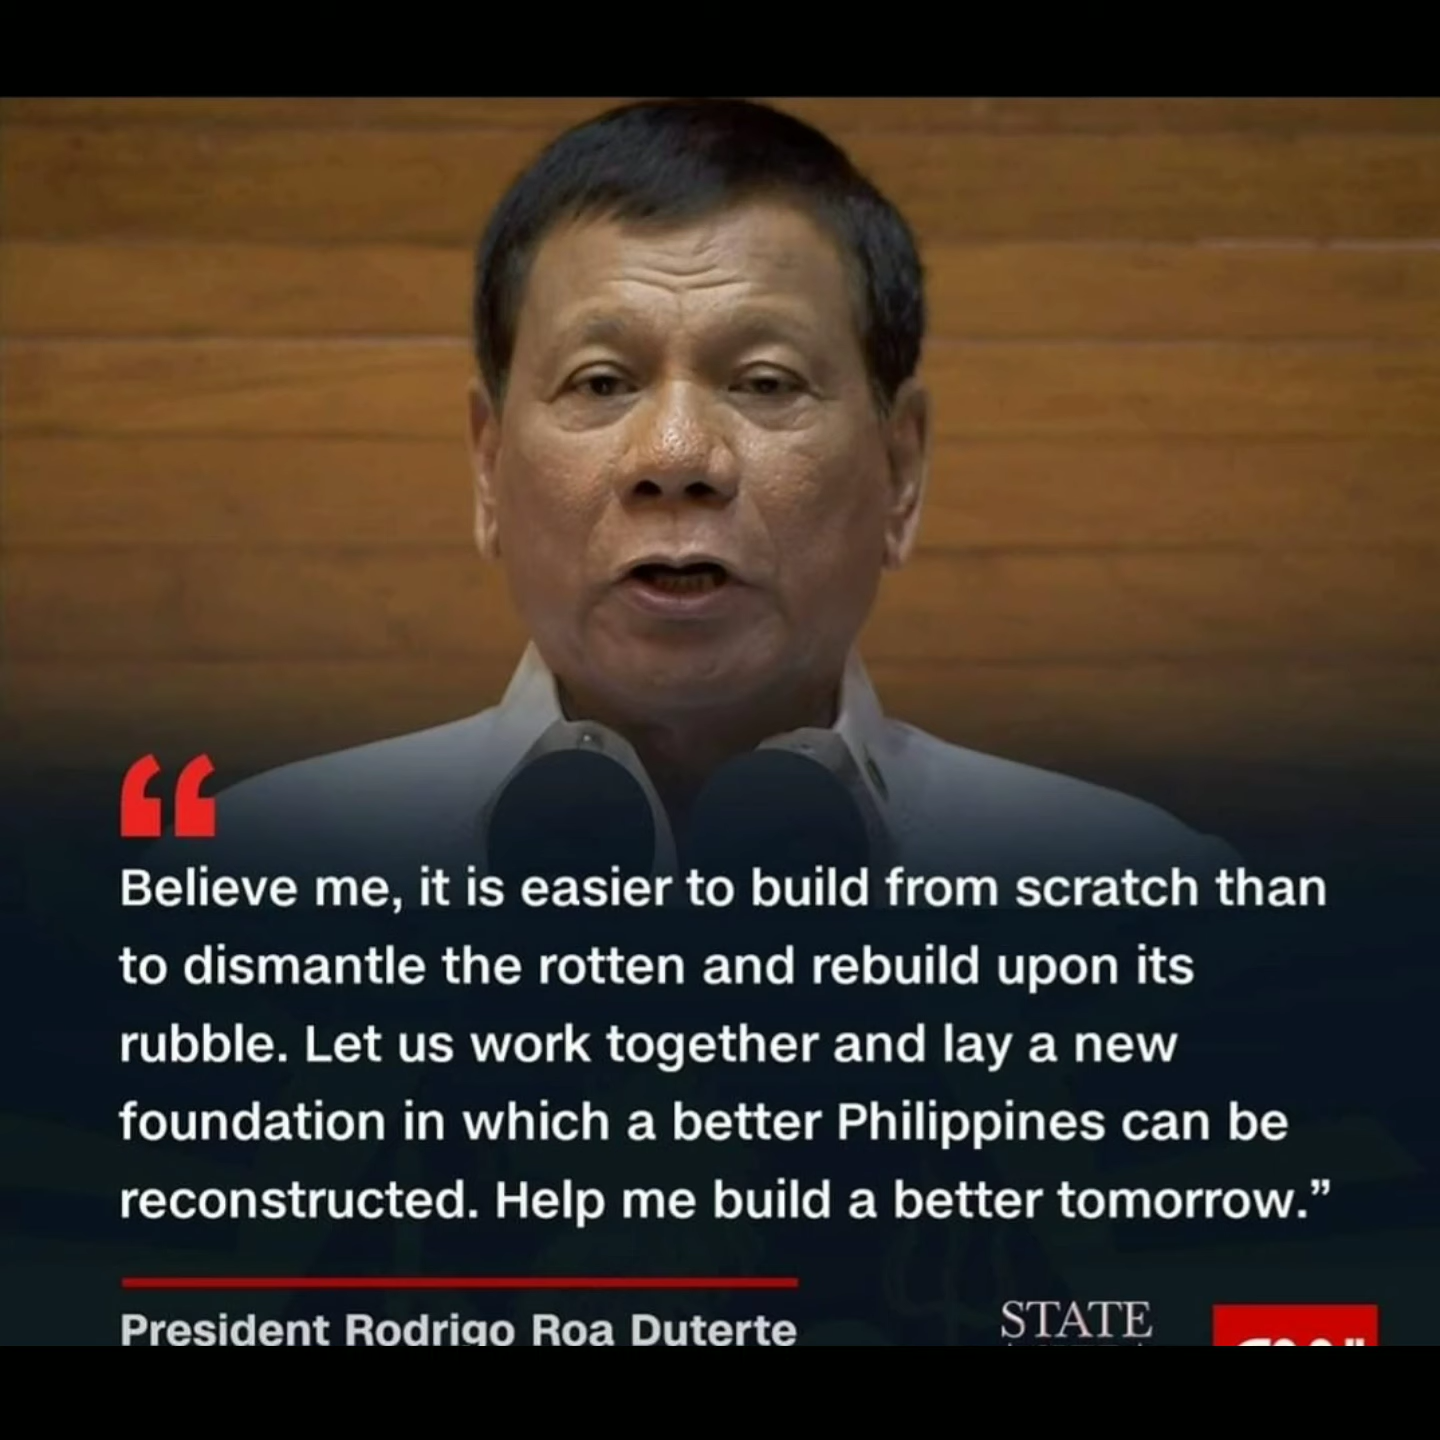 “
Believe me, it is easier to build from scratch than
to dismantle the rotten and rebuild upon its
rubble. Let us work together and lay a new
foundation in which a better Philippines can be
reconstructed. Help me build a better tomorrow.”
President Rodrigo Roa Duterte
STATE